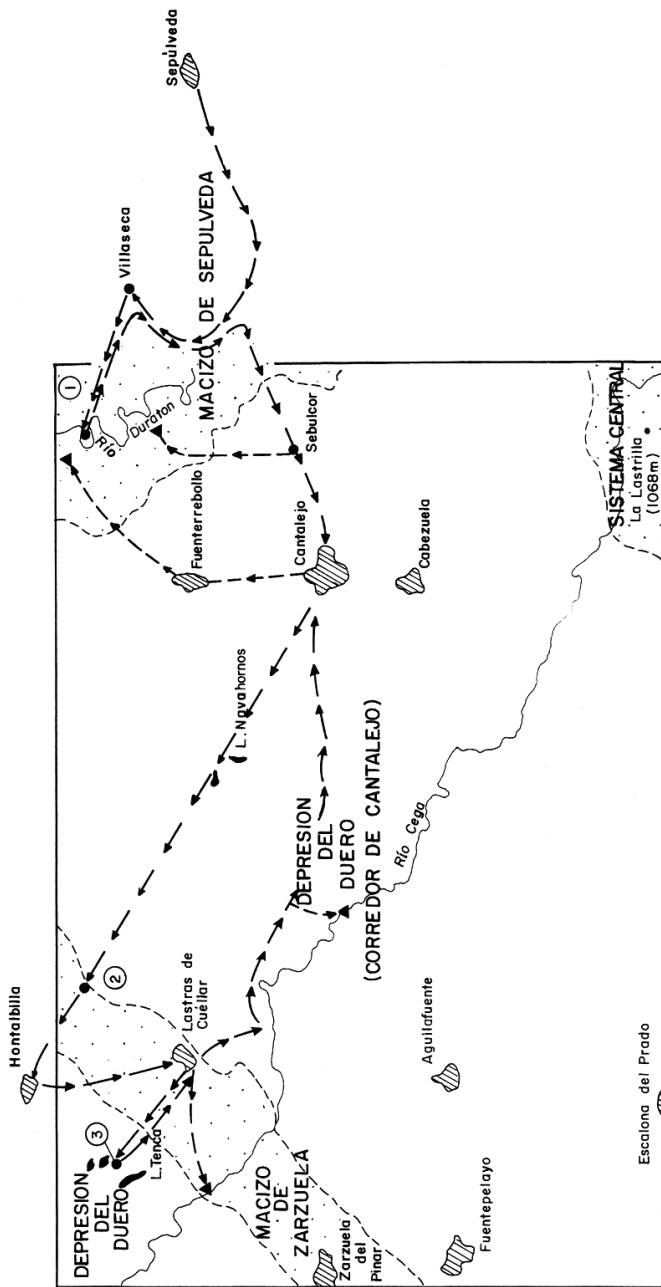 Sepúlveda
Villaseca
MACIZO DE SEPULVEDA
1
Río
Duraton
Sebulcor
Fuenterrebollo
Cantalejo
Cabezuela
SISTEMA CENTRAL
La Lastrilla
(1068m)
L. Navahornos
DEPRESION
DEL
DUERO
(CORREDOR DE CANTALEJO)
Río Cega
2
Hontalbilla
Lastras de
Cuéllar
3
L. Tenca
DEPRESION
DEL
DUERO
MACIZO
DE
ZARZUELA
Aguilafuente
Zarzuela
del
Pinar
Fuentepelayo
Escalona del Prado